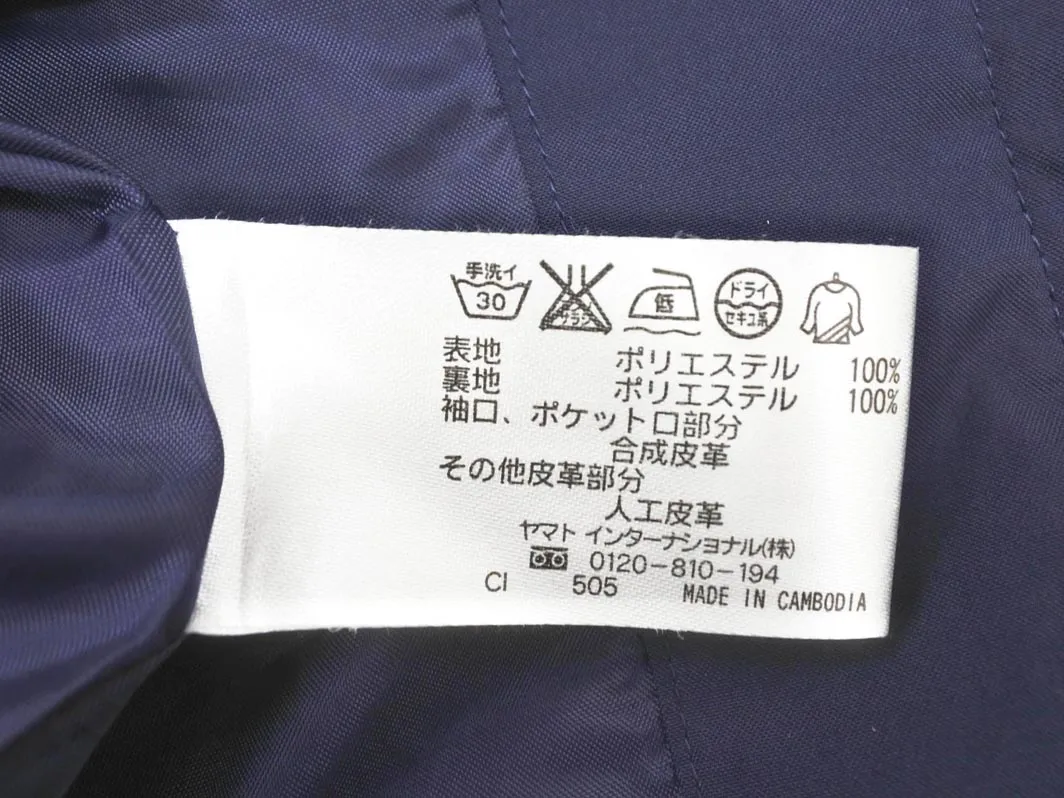 手洗イ
30
サラシ
低
ドライ
セキユ系
表地 ポリエステル 100%
裏地 ポリエステル 100%
袖口、ポケット口部分
合成皮革
その他皮革部分
人工皮革
ヤマト インターナショナル(株)
0120-810-194
CI 505 MADE IN CAMBODIA